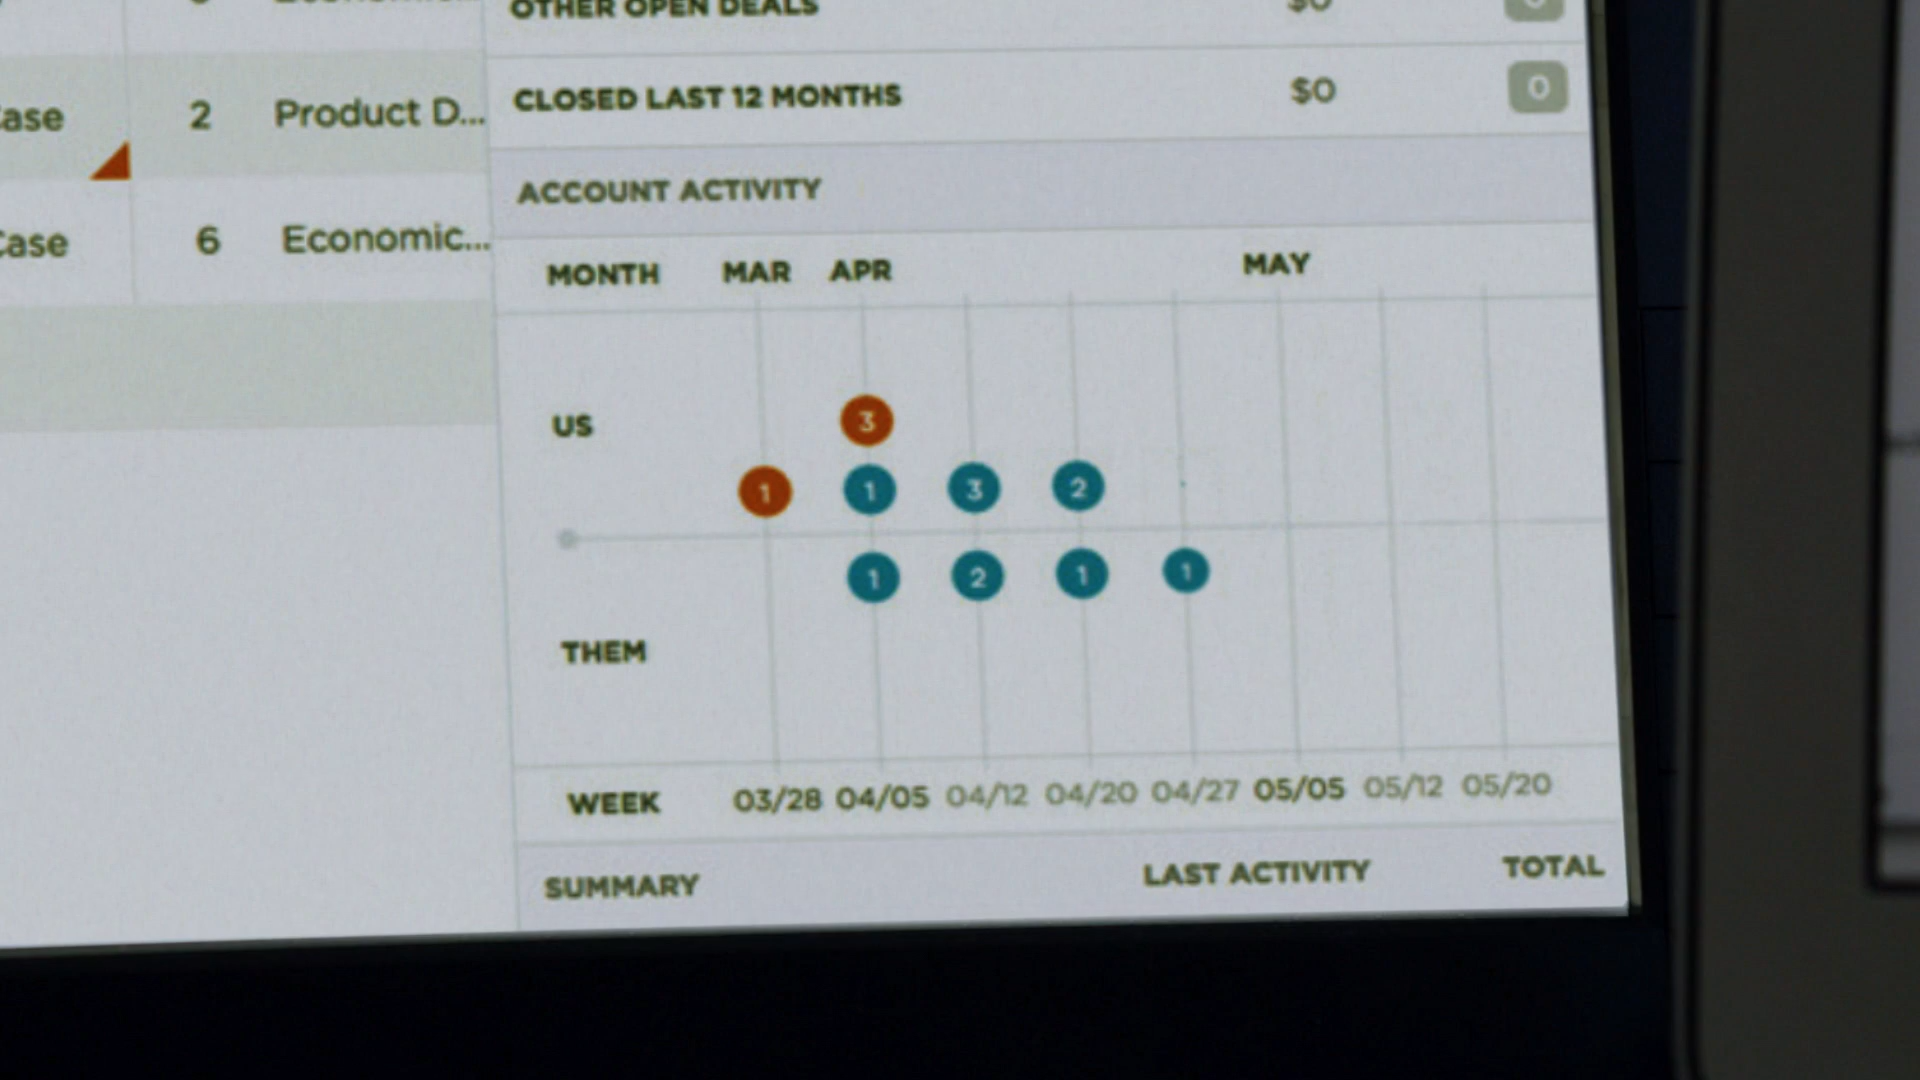 OTHER OPEN DEALS $0
ase 2 Product D... CLOSED LAST 12 MONTHS $0 0
ACCOUNT ACTIVITY
Case 6 Economic...
MONTH MAR APR MAY
US 3
1 1 3 2
1 2 1 1
THEM
WEEK 03/28 04/05 04/12 04/20 04/27 05/05 05/12 05/20
SUMMARY LAST ACTIVITY TOTAL